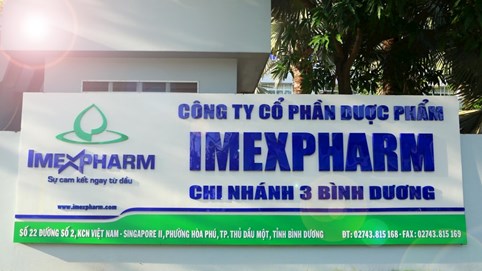 IMEXPHARM
Sự cam kết ngay từ đầu
www.imexpharm.com
CÔNG TY CỔ PHẦN DƯỢC PHẨM
IMEXPHARM
CHI NHÁNH 3 BÌNH DƯƠNG
SỐ 22 ĐƯỜNG SỐ 2, KCN VIỆT NAM - SINGAPORE II, PHƯỜNG HÒA PHÚ, TP. THỦ DẦU MỘT, TỈNH BÌNH DƯƠNG ĐT: 02743.815 168 - FAX: 02743.815 169